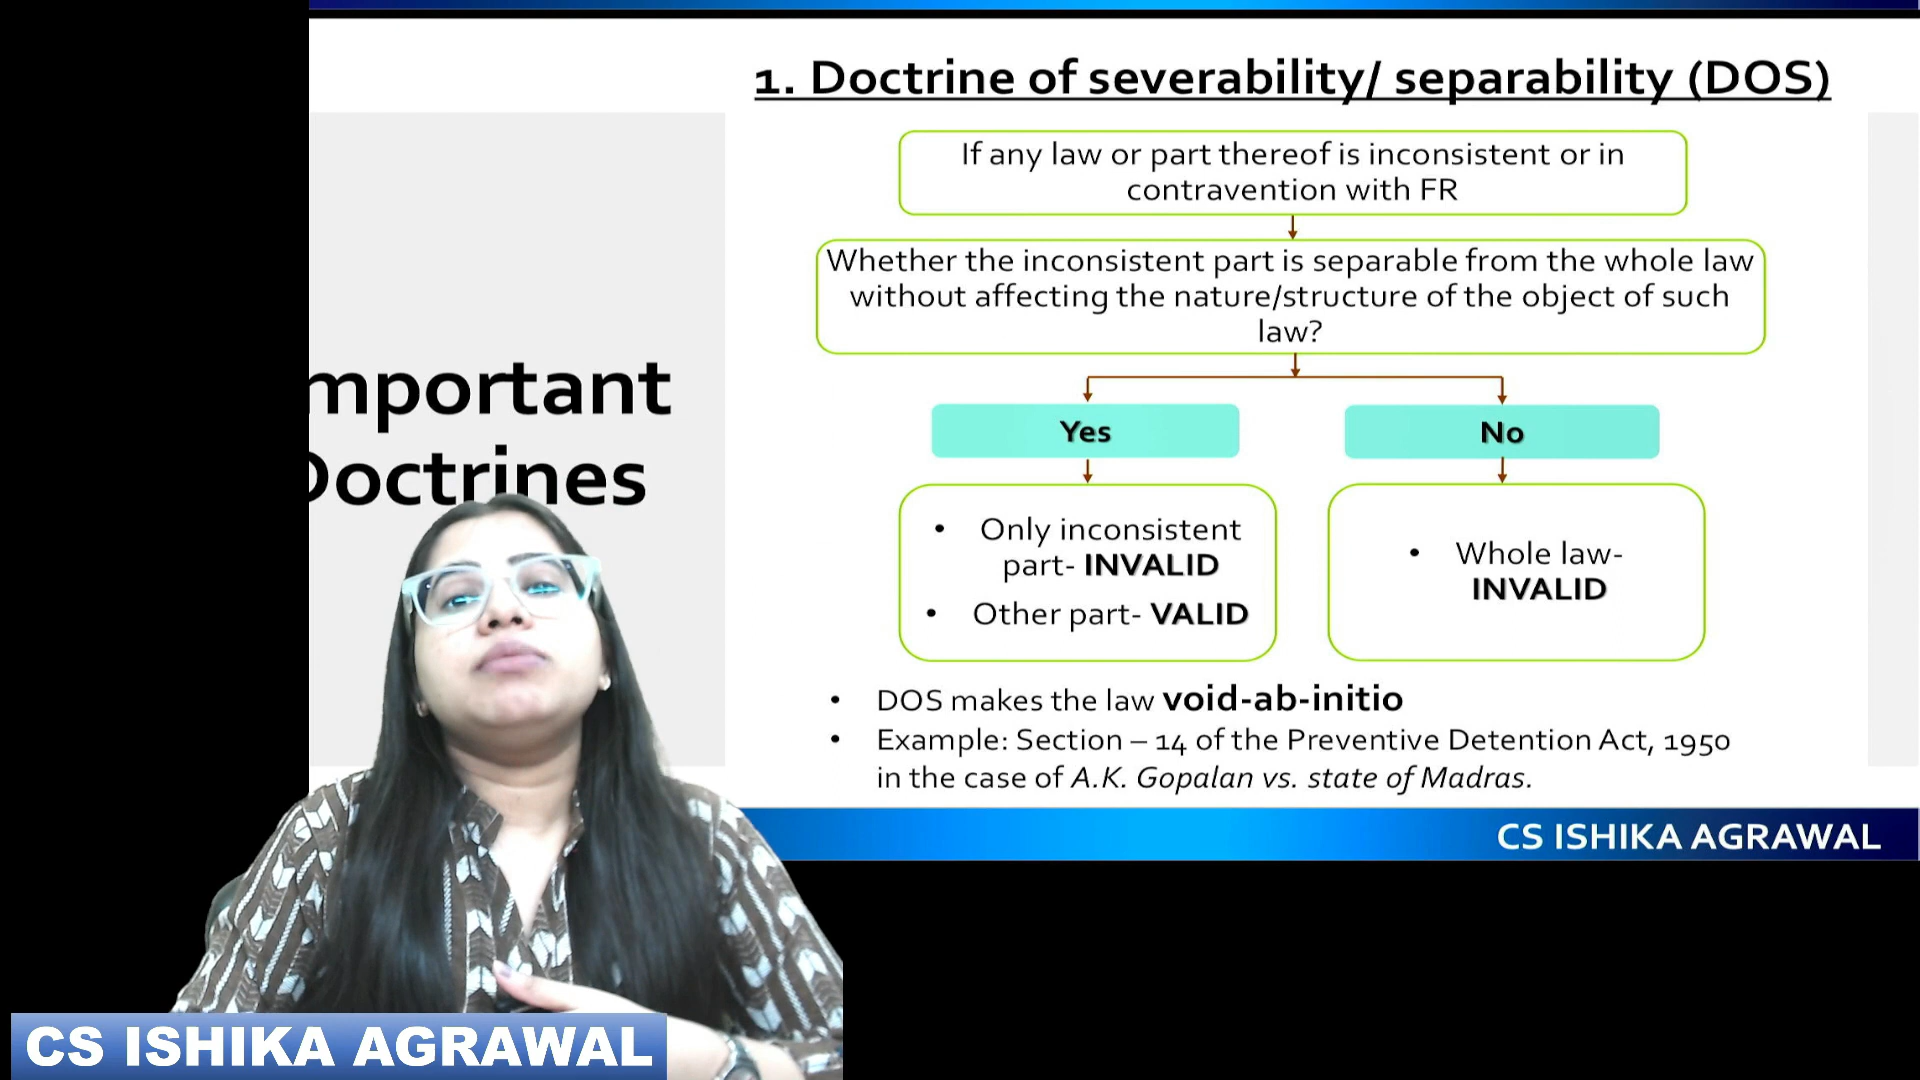 1. Doctrine of severability/ separability (DOS)
If any law or part thereof is inconsistent or in
contravention with FR
Whether the inconsistent part is separable from the whole law
without affecting the nature/structure of the object of such
law?
Yes
No
• Only inconsistent
part- INVALID
• Other part- VALID
• Whole law-
INVALID
• DOS makes the law void-ab-initio
• Example: Section – 14 of the Preventive Detention Act, 1950
in the case of A.K. Gopalan vs. state of Madras.
mportant
Doctrines
CS ISHIKA AGRAWAL
CS ISHIKA AGRAWAL